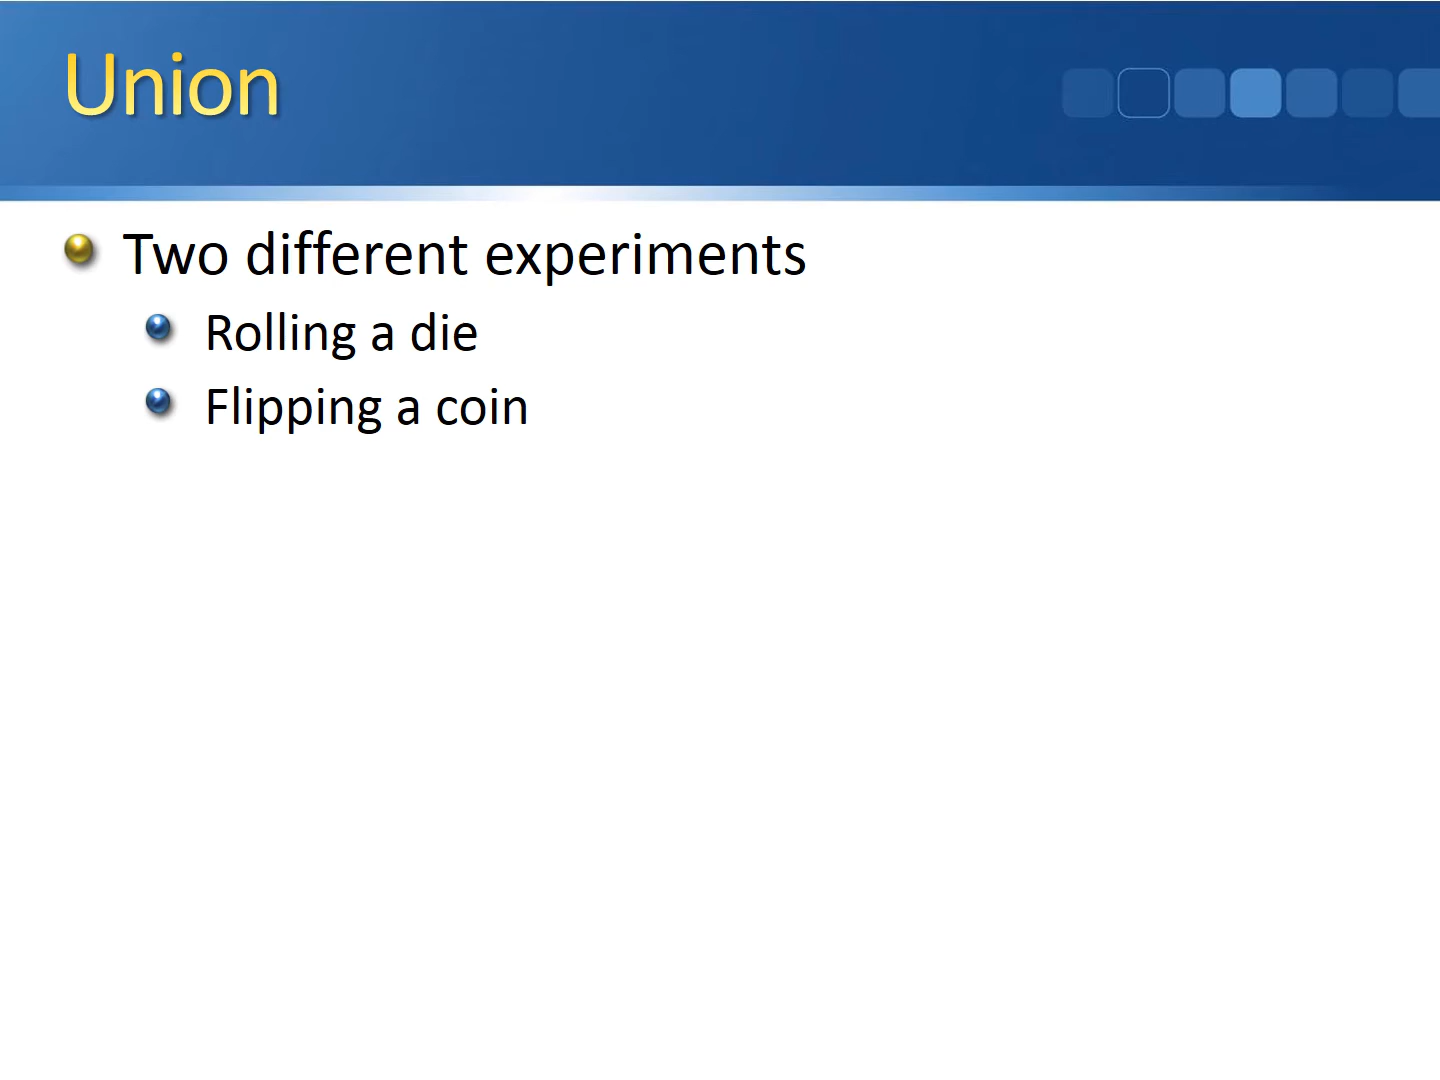 Union
Two different experiments
Rolling a die
Flipping a coin